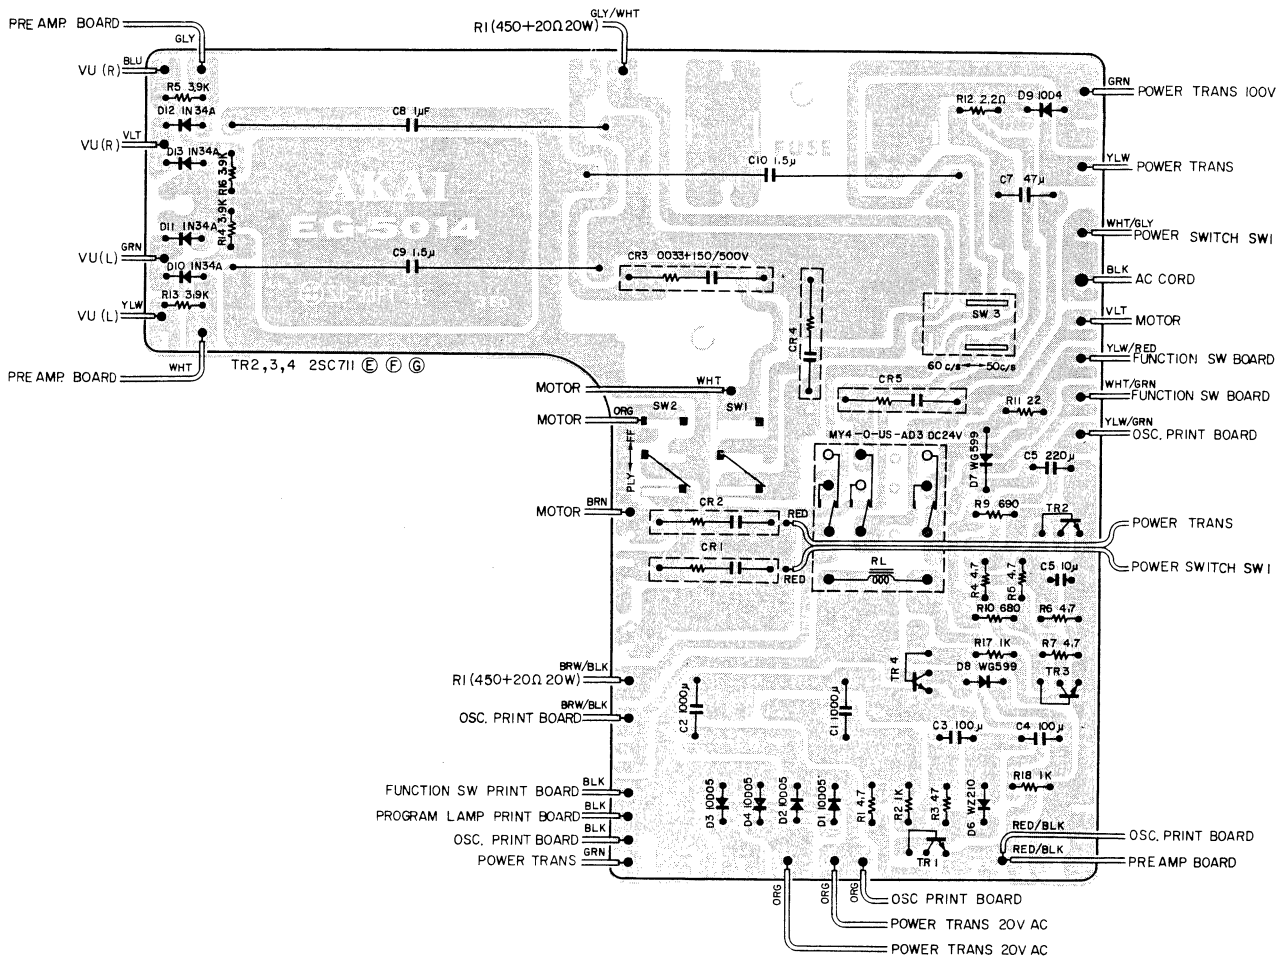 PRE AMP. BOARD
GLY
R1 (450+20Ω 20W)
GLY/WHT
VU (R) BLU
R5 3.9K
D12 1N34A
VU (R) VLT
D13 1N34A
R16 3.9K
R14 3.9K
D11 1N34A
VU (L) GRN
D10 1N34A
R13 3.9K
VU (L) YLW
WHT
PRE AMP. BOARD
C8 1µF
AKAI
EG-5014
C9 1.5µ
TR2,3,4 2SC711 Ⓔ Ⓕ Ⓖ
FUSE
C10 1.5µ
R12 2.2Ω
D9 10D4
C7 47µ
GRN
POWER TRANS 100V
YLW
POWER TRANS
WHT/GLY
POWER SWITCH SW1
BLK
AC CORD
VLT
MOTOR
YLW/RED
FUNCTION SW BOARD
WHT/GRN
FUNCTION SW BOARD
YLW/GRN
OSC. PRINT BOARD
CR3 0033+150/500V
CR4
SW 3
60 c/s 50c/s
CR5
R11 22
MOTOR WHT
MOTOR ORG
SW2
SW1
PLY FF
MOTOR BRN
MY4-0-US-AD3 DC24V
D7 WG599
C5 220µ
R9 690
TR2
CR2
RED
CR1
RED
RL
POWER TRANS
POWER SWITCH SW1
R4 4.7
R5 4.7
C5 10µ
R10 680
R6 4.7
R17 1K
R7 4.7
D8 WG599
TR4
TR3
R1 (450+20Ω 20W) BRW/BLK
OSC. PRINT BOARD BRW/BLK
C2 1000µ
C1 1000µ
C3 100µ
C4 100µ
R18 1K
FUNCTION SW PRINT BOARD BLK
PROGRAM LAMP PRINT BOARD BLK
OSC. PRINT BOARD BLK
POWER TRANS GRN
D3 10D05
D4 10D05
D2 10D05
D1 10D05
R1 4.7
R2 1K
R3 47
D6 WZ210
TR1
RED/BLK
OSC. PRINT BOARD
RED/BLK
PRE AMP BOARD
ORG
ORG
ORG
OSC PRINT BOARD
POWER TRANS 20V AC
POWER TRANS 20V AC